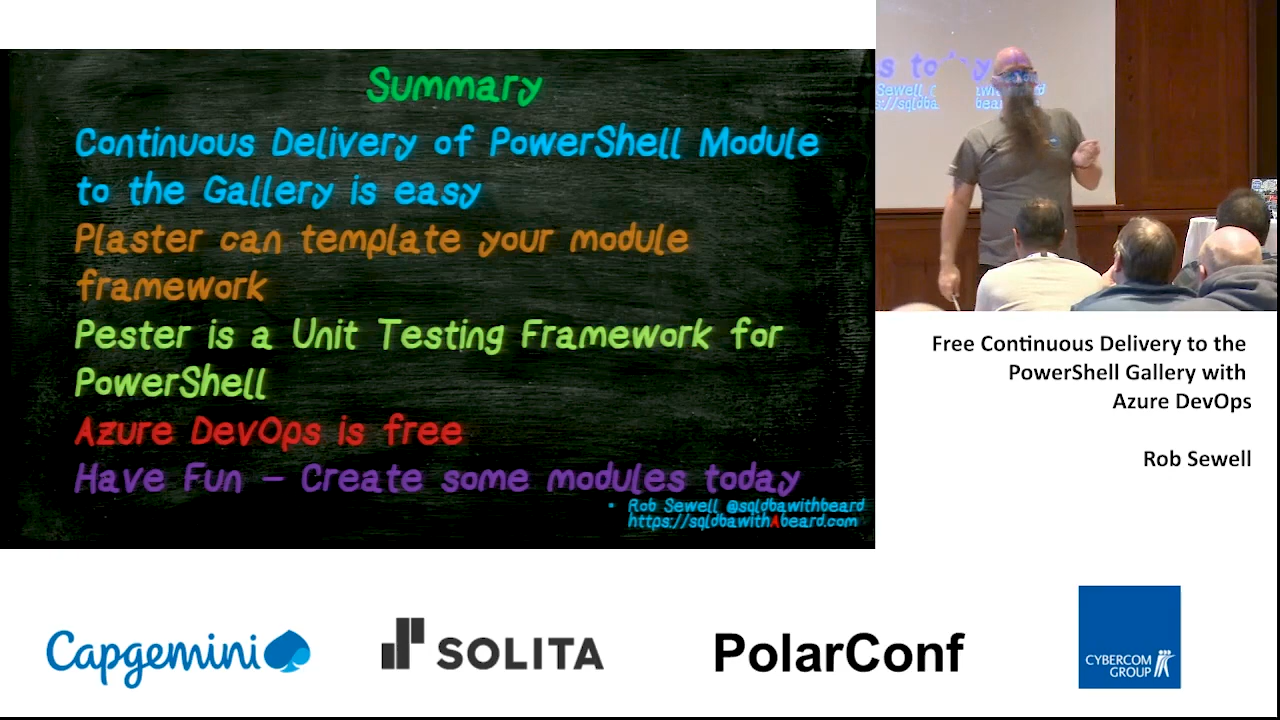 Summary
Continuous Delivery of PowerShell Module
to the Gallery is easy
Plaster can template your module
framework
Pester is a Unit Testing Framework for
PowerShell
Azure DevOps is free
Have Fun – Create some modules today
• Rob Sewell @sqldbawithbeard
https://sqldbawithAbeard.com
Free Continuous Delivery to the
PowerShell Gallery with
Azure DevOps
Rob Sewell
Capgemini
SOLITA
PolarConf
CYBERCOM
GROUP